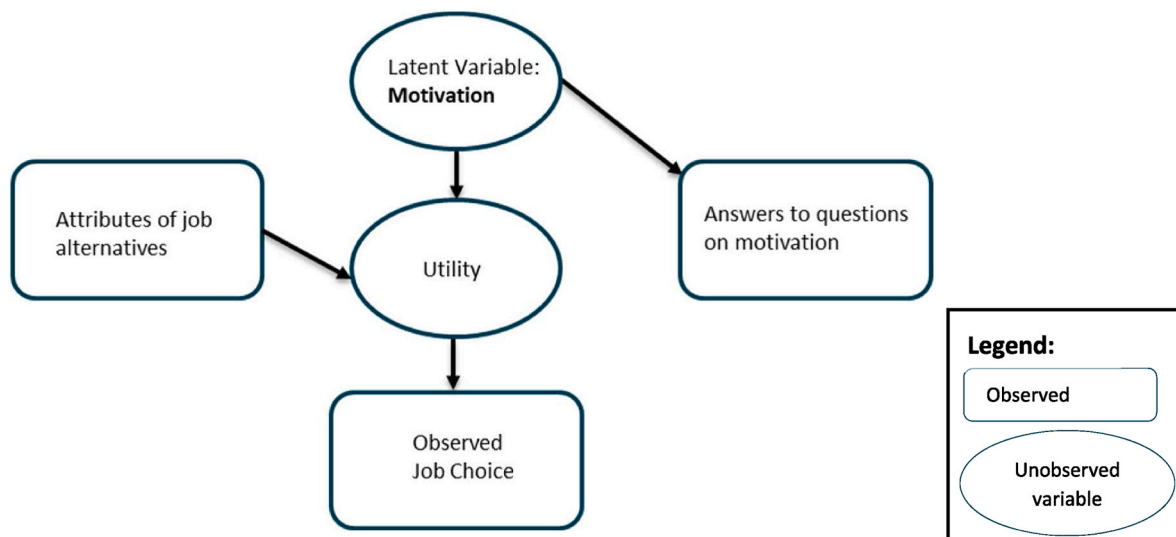 Latent Variable:
Motivation
Attributes of job
alternatives
Answers to questions
on motivation
Utility
Observed
Job Choice
Legend:
Observed
Unobserved
variable